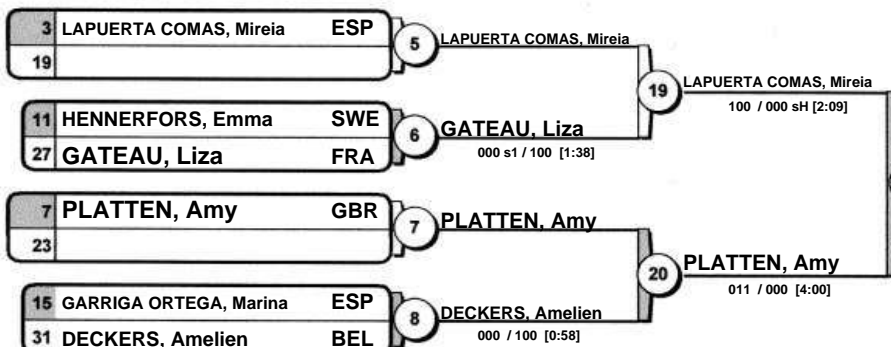 3 LAPUERTA COMAS, Mireia ESP
19
5
LAPUERTA COMAS, Mireia
11 HENNERFORS, Emma SWE
27 GATEAU, Liza FRA
6
GATEAU, Liza
000 s1 / 100 [1:38]
19
LAPUERTA COMAS, Mireia
100 / 000 sH [2:09]
7 PLATTEN, Amy GBR
23
7
PLATTEN, Amy
15 GARRIGA ORTEGA, Marina ESP
31 DECKERS, Amelien BEL
8
DECKERS, Amelien
000 / 100 [0:58]
20
PLATTEN, Amy
011 / 000 [4:00]